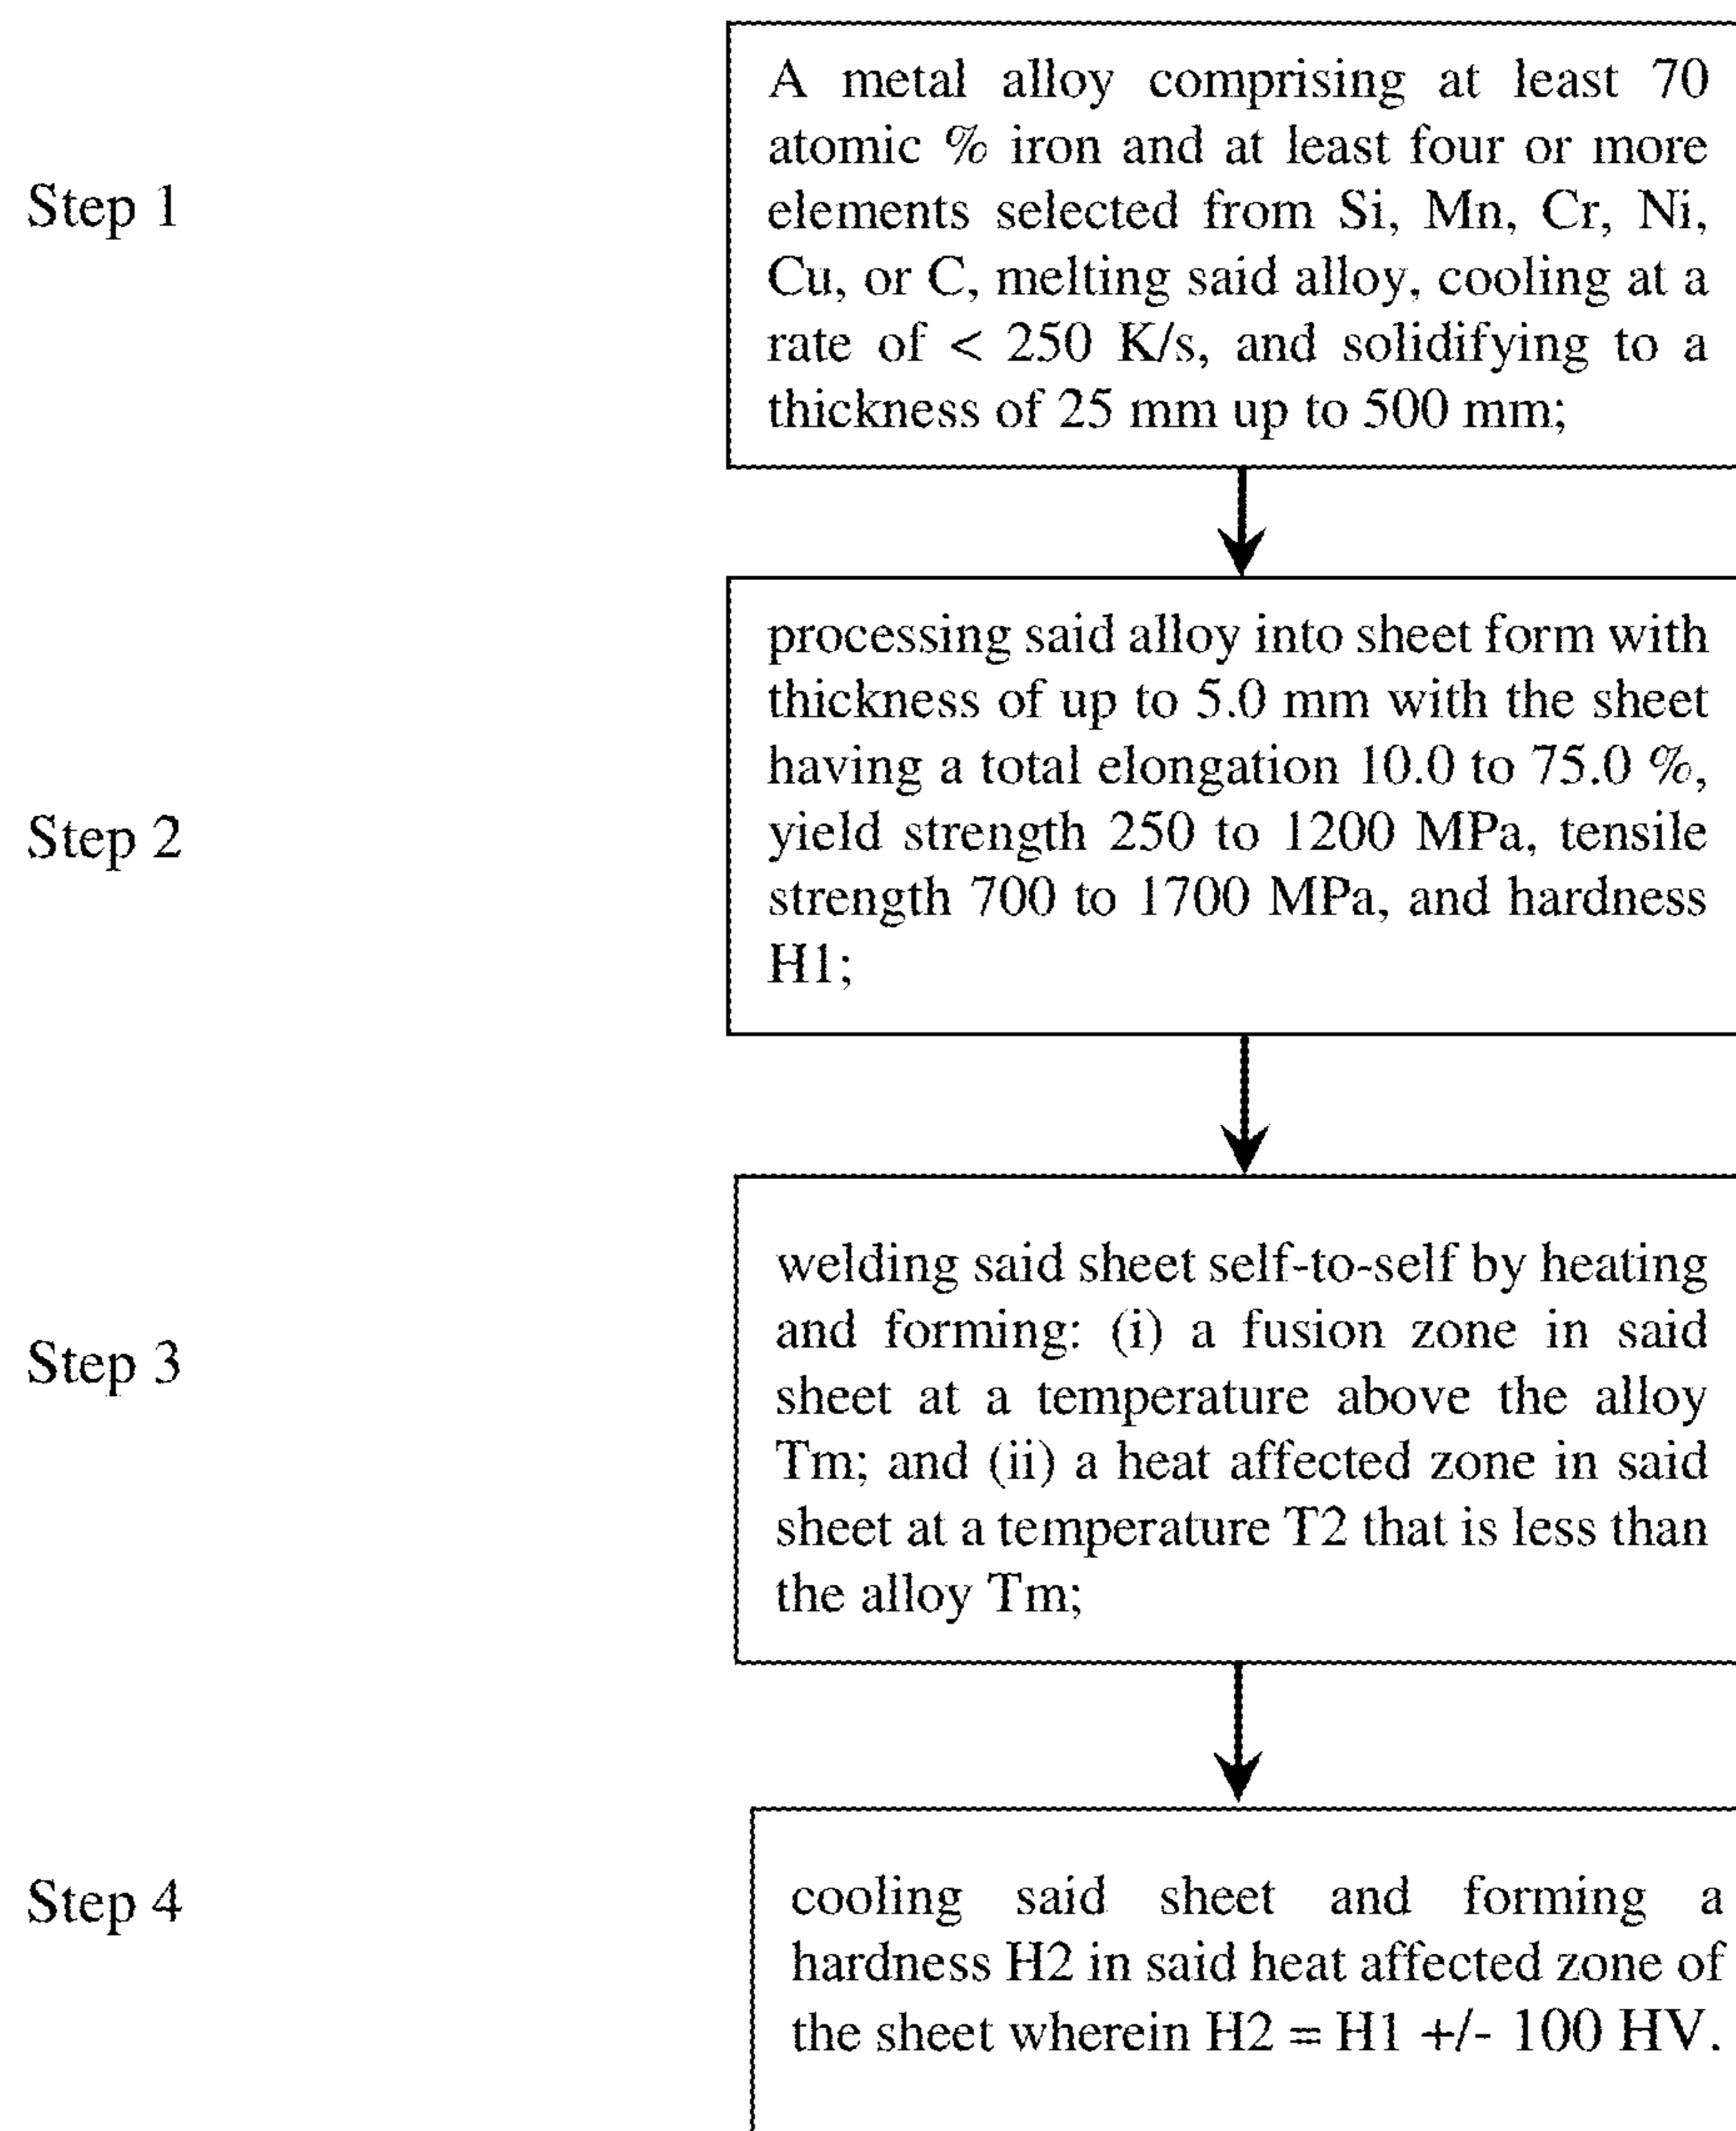 Step 1
A metal alloy comprising at least 70
atomic % iron and at least four or more
elements selected from Si, Mn, Cr, Ni,
Cu, or C, melting said alloy, cooling at a
rate of < 250 K/s, and solidifying to a
thickness of 25 mm up to 500 mm;
Step 2
processing said alloy into sheet form with
thickness of up to 5.0 mm with the sheet
having a total elongation 10.0 to 75.0 %,
yield strength 250 to 1200 MPa, tensile
strength 700 to 1700 MPa, and hardness
H1;
Step 3
welding said sheet self-to-self by heating
and forming: (i) a fusion zone in said
sheet at a temperature above the alloy
Tm; and (ii) a heat affected zone in said
sheet at a temperature T2 that is less than
the alloy Tm;
Step 4
cooling said sheet and forming a
hardness H2 in said heat affected zone of
the sheet wherein H2 = H1 +/- 100 HV.